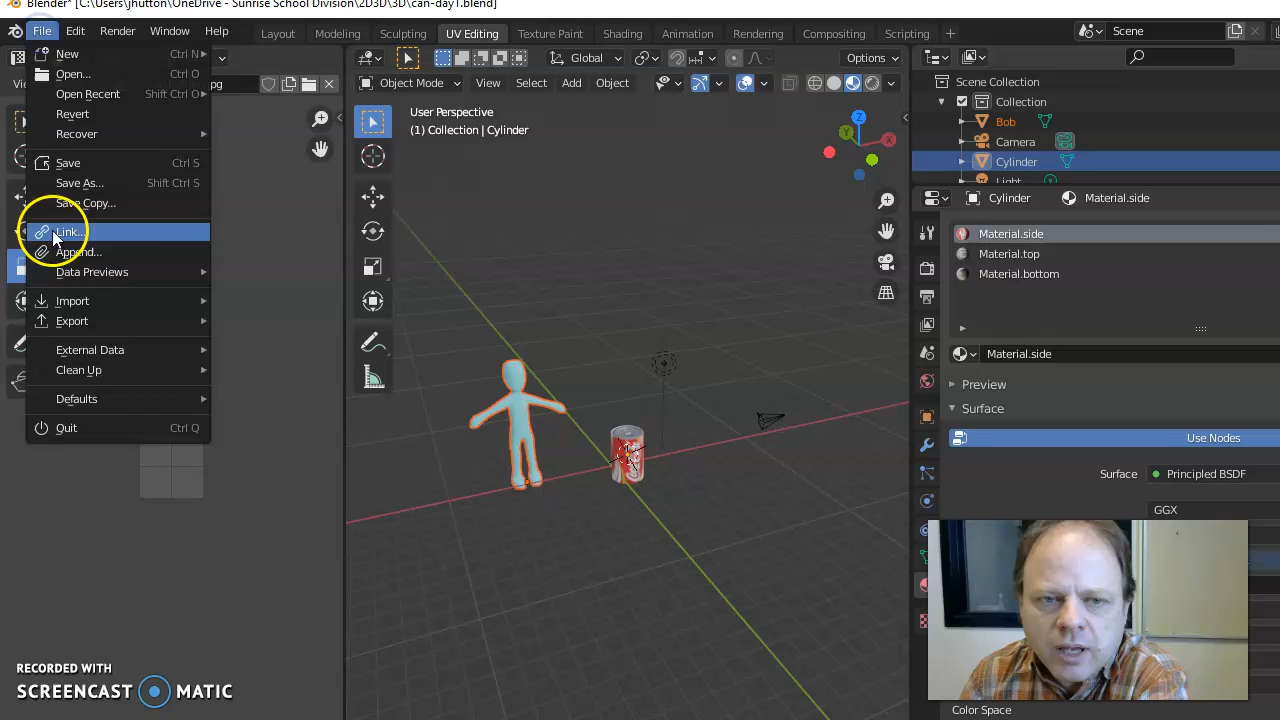 Blender* [C:\Users\jhutton\OneDrive - Sunrise School Division\2D3D\3D\can-day1.blend]
File Edit Render Window Help
Layout Modeling Sculpting UV Editing Texture Paint Shading Animation Rendering Compositing Scripting +
Scene
New Ctrl N
Open... Ctrl O
Open Recent Shift Ctrl O
Revert
Recover
Save Ctrl S
Save As... Shift Ctrl S
Save Copy...
Link...
Append...
Data Previews
Import
Export
External Data
Clean Up
Defaults
Quit Ctrl Q
pg
Global
Options
Object Mode View Select Add Object
User Perspective
(1) Collection | Cylinder
Z
Y
X
Scene Collection
Collection
Bob
Camera
Cylinder
Light
Cylinder Material.side
Material.side
Material.top
Material.bottom
Material.side
Preview
Surface
Use Nodes
Surface Principled BSDF
GGX
Color Space
RECORDED WITH
SCREENCAST MATIC